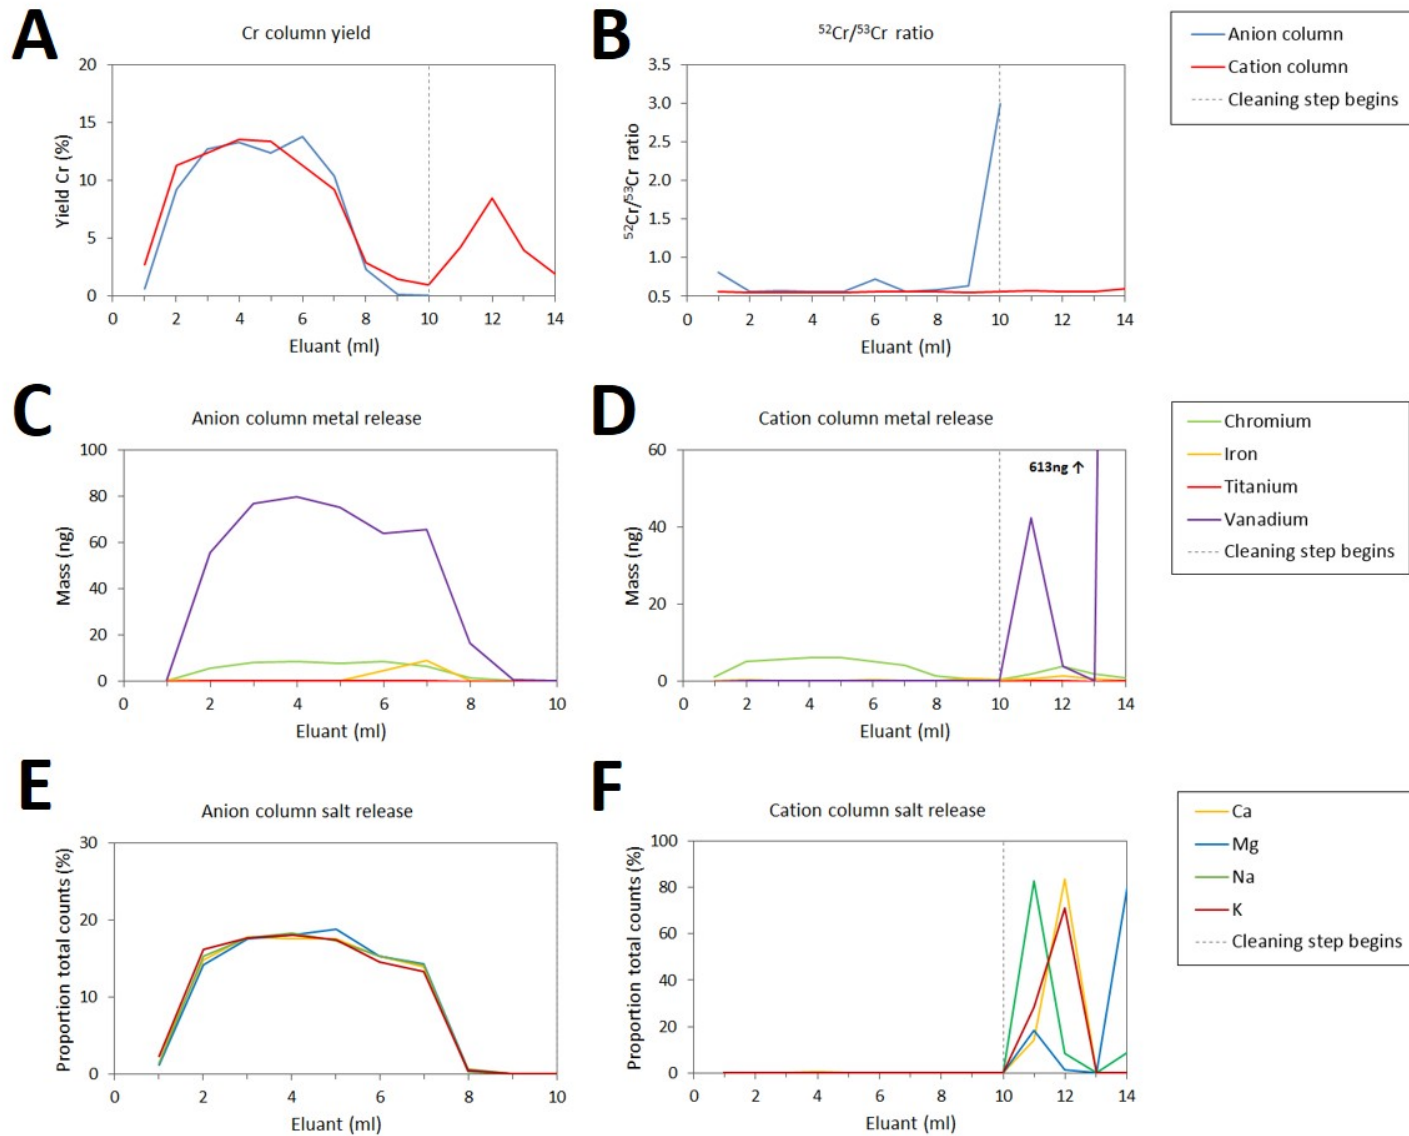 A
Cr column yield
Yield Cr (%)
20
15
10
5
0
0 2 4 6 8 10 12 14
Eluant (ml)
B
⁵²Cr/⁵³Cr ratio
⁵²Cr/⁵³Cr ratio
3.5
3.0
2.5
2.0
1.5
1.0
0.5
0 2 4 6 8 10 12 14
Eluant (ml)
Anion column
Cation column
Cleaning step begins
C
Anion column metal release
Mass (ng)
100
80
60
40
20
0
0 2 4 6 8 10
Eluant (ml)
D
Cation column metal release
Mass (ng)
60
40
20
0
613ng ↑
0 2 4 6 8 10 12 14
Eluant (ml)
Chromium
Iron
Titanium
Vanadium
Cleaning step begins
E
Anion column salt release
Proportion total counts (%)
30
20
10
0
0 2 4 6 8 10
Eluant (ml)
F
Cation column salt release
Proportion total counts (%)
100
80
60
40
20
0
0 2 4 6 8 10 12 14
Eluant (ml)
Ca
Mg
Na
K
Cleaning step begins